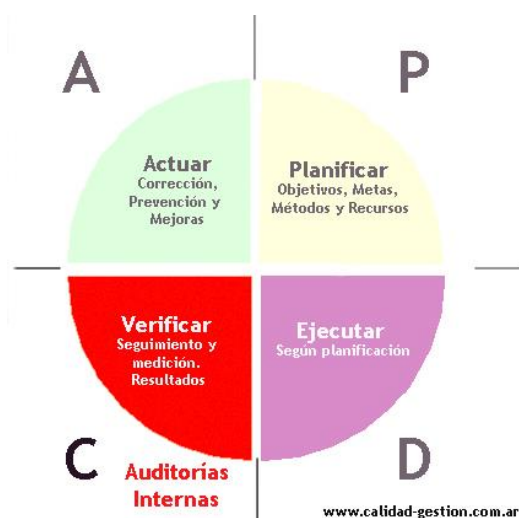 A
P
Actuar
Corrección,
Prevención y
Mejoras
Planificar
Objetivos, Metas,
Métodos y Recursos
Verificar
Seguimiento y
medición.
Resultados
Ejecutar
Según planificación
C
D
Auditorías
Internas
www.calidad-gestion.com.ar